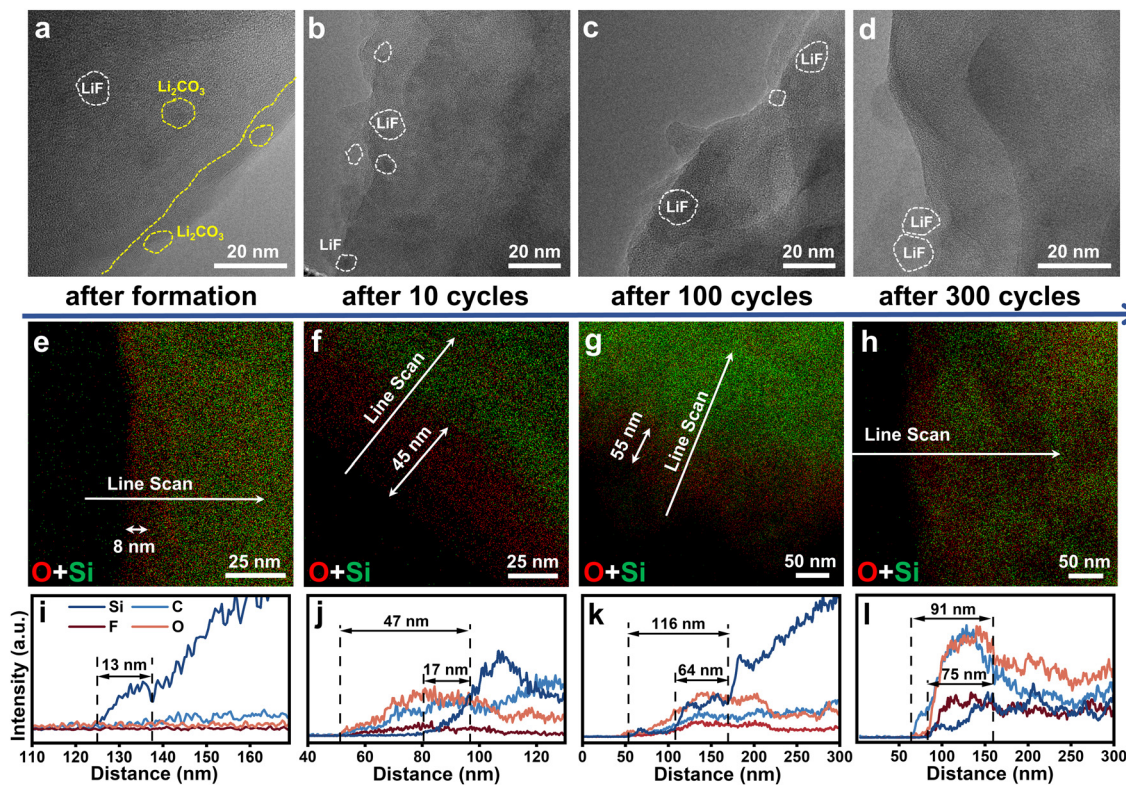 a
LiF
Li₂CO₃
Li₂CO₃
20 nm
b
LiF
LiF
20 nm
c
LiF
LiF
20 nm
d
LiF
LiF
20 nm
after formation
after 10 cycles
after 100 cycles
after 300 cycles
e
Line Scan
8 nm
O+Si
25 nm
f
Line Scan
45 nm
O+Si
25 nm
g
55 nm
Line Scan
O+Si
50 nm
h
Line Scan
O+Si
50 nm
Intensity (a.u.)
i
Si
C
F
O
13 nm
110 120 130 140 150 160
Distance (nm)
j
47 nm
17 nm
40 60 80 100 120
Distance (nm)
k
116 nm
64 nm
0 50 100 150 200 250 300
Distance (nm)
l
91 nm
75 nm
0 50 100 150 200 250 300
Distance (nm)